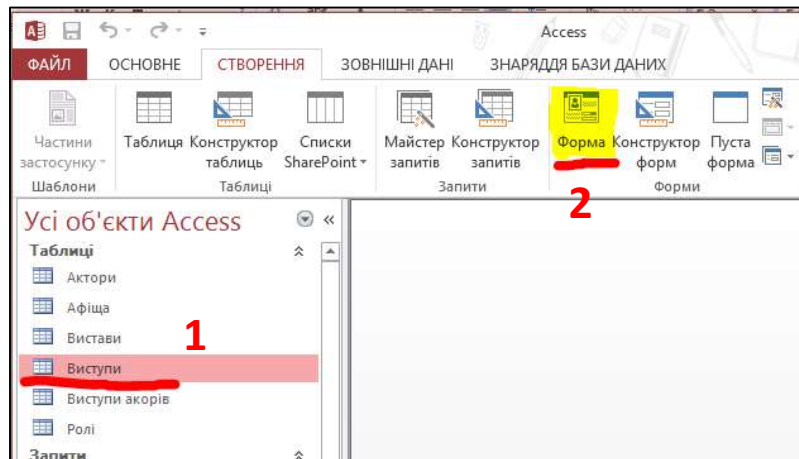 Access
ФАЙЛ ОСНОВНЕ СТВОРЕННЯ ЗОВНІШНІ ДАНІ ЗНАРЯДДЯ БАЗИ ДАНИХ
Частини застосунку
Таблиця
Конструктор таблиць
Списки SharePoint
Майстер запитів
Конструктор запитів
Форма
Конструктор форм
Пуста форма
Шаблони Таблиці Запити Форми
2
Усі об'єкти Access
Таблиці
Актори
Афіша
Вистави
1
Виступи
Виступи акорів
Ролі
Запити